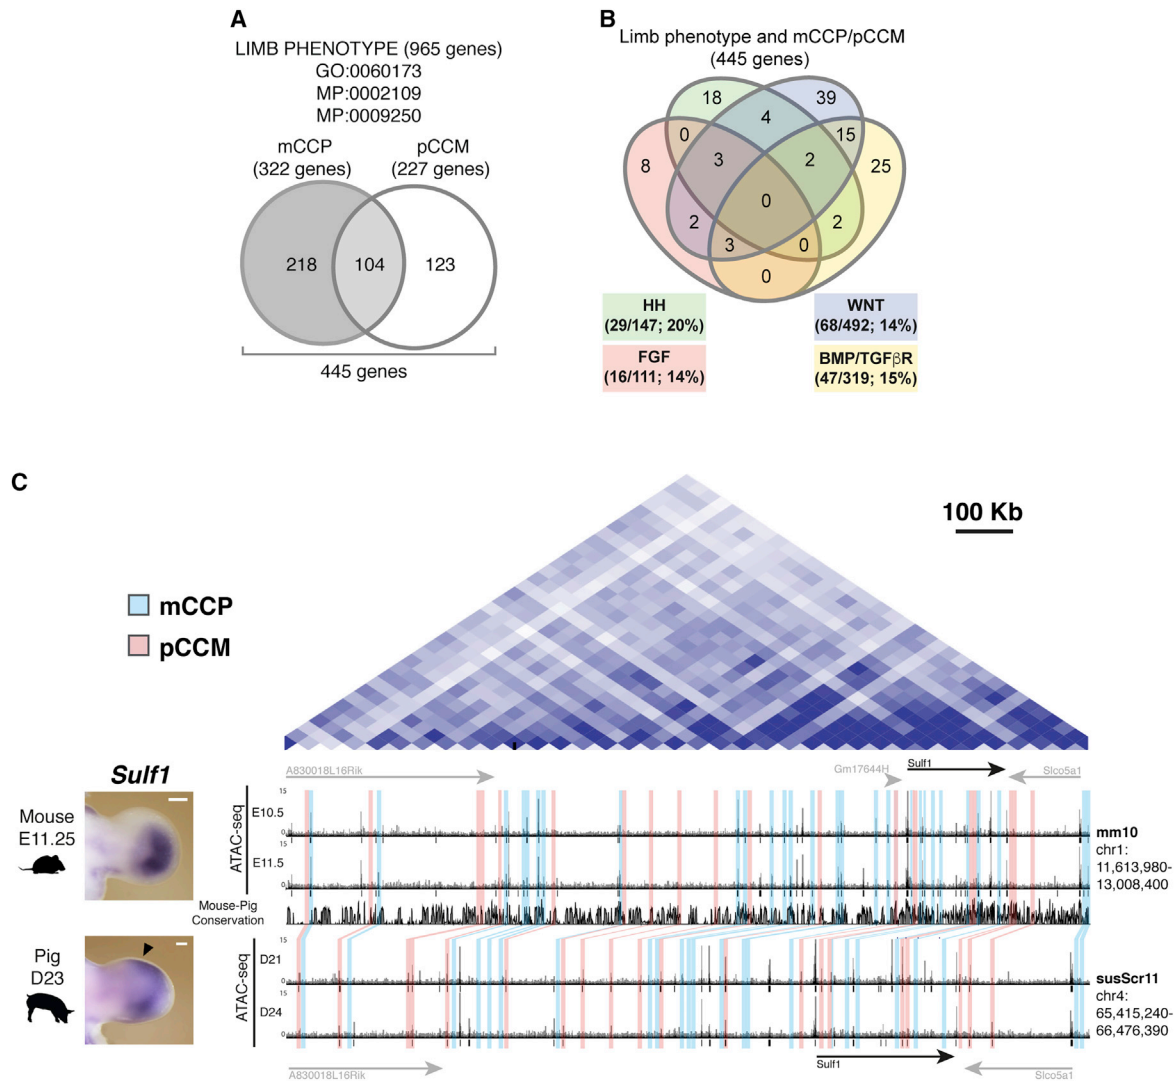 A
LIMB PHENOTYPE (965 genes)
GO:0060173
MP:0002109
MP:0009250
mCCP
(322 genes)
pCCM
(227 genes)
218
104
123
445 genes
B
Limb phenotype and mCCP/pCCM
(445 genes)
18
4
39
0
15
8
3
2
25
0
2
2
3
0
0
HH
(29/147; 20%)
WNT
(68/492; 14%)
FGF
(16/111; 14%)
BMP/TGFβR
(47/319; 15%)
C
100 Kb
mCCP
pCCM
Sulf1
Mouse
E11.25
A830018L16Rik
Gm17644H
Sulf1
Slco5a1
ATAC-seq
15
E10.5
0
15
E11.5
0
Mouse-Pig
Conservation
mm10
chr1:
11,613,980-
13,008,400
Pig
D23
ATAC-seq
15
D21
0
15
D24
0
susScr11
chr4:
65,415,240-
66,476,390
A830018L16Rik
Sulf1
Slco5a1